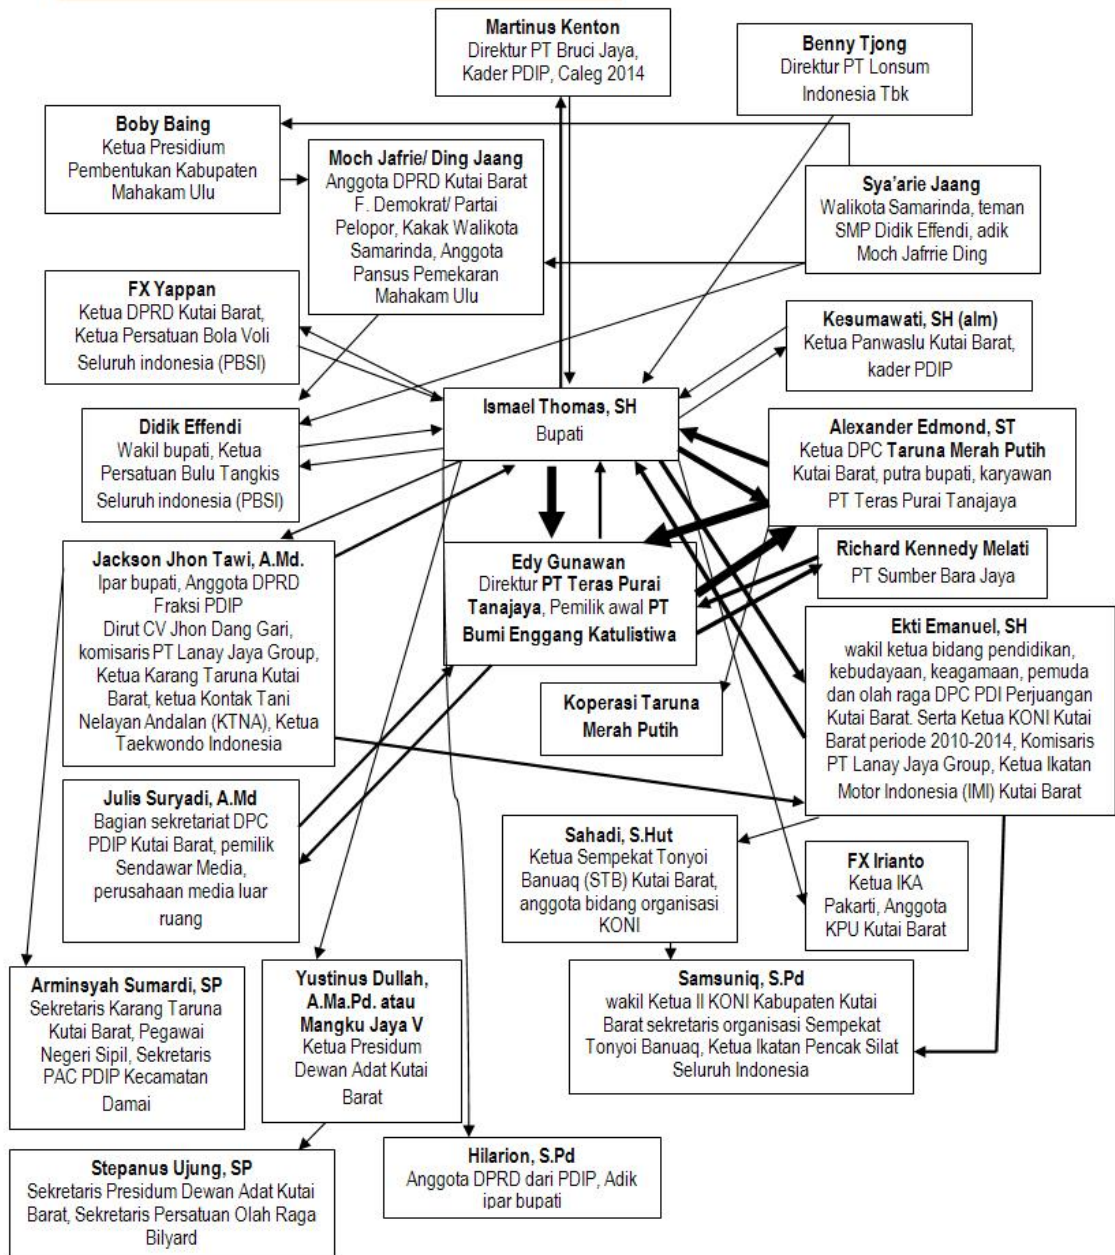 Martinus Kenton
Direktur PT Bruci Jaya,
Kader PDIP, Caleg 2014
Benny Tjong
Direktur PT Lonsum
Indonesia Tbk
Boby Baing
Ketua Presidium
Pembentukan Kabupaten
Mahakam Ulu
Moch Jafrie/ Ding Jaang
Anggota DPRD Kutai Barat
F. Demokrat/ Partai
Pelopor, Kakak Walikota
Samarinda, Anggota
Pansus Pemekaran
Mahakam Ulu
Sya'arie Jaang
Walikota Samarinda, teman
SMP Didik Effendi, adik
Moch Jafrrie Ding
FX Yappan
Ketua DPRD Kutai Barat,
Ketua Persatuan Bola Voli
Seluruh indonesia (PBSI)
Kesumawati, SH (alm)
Ketua Panwaslu Kutai Barat,
kader PDIP
Ismael Thomas, SH
Bupati
Didik Effendi
Wakil bupati, Ketua
Persatuan Bulu Tangkis
Seluruh indonesia (PBSI)
Alexander Edmond, ST
Ketua DPC Taruna Merah Putih
Kutai Barat, putra bupati, karyawan
PT Teras Purai Tanajaya
Jackson Jhon Tawi, A.Md.
Ipar bupati, Anggota DPRD
Fraksi PDIP
Dirut CV Jhon Dang Gari,
komisaris PT Lanay Jaya Group,
Ketua Karang Taruna Kutai
Barat, ketua Kontak Tani
Nelayan Andalan (KTNA), Ketua
Taekwondo Indonesia
Edy Gunawan
Direktur PT Teras Purai
Tanajaya, Pemilik awal PT
Bumi Enggang Katulistiwa
Richard Kennedy Melati
PT Sumber Bara Jaya
Ekti Emanuel, SH
wakil ketua bidang pendidikan,
kebudayaan, keagamaan, pemuda
dan olah raga DPC PDI Perjuangan
Kutai Barat. Serta Ketua KONI Kutai
Barat periode 2010-2014, Komisaris
PT Lanay Jaya Group, Ketua Ikatan
Motor Indonesia (IMI) Kutai Barat
Koperasi Taruna
Merah Putih
Julis Suryadi, A.Md
Bagian sekretariat DPC
PDIP Kutai Barat, pemilik
Sendawar Media,
perusahaan media luar
ruang
Sahadi, S.Hut
Ketua Sempekat Tonyoi
Banuaq (STB) Kutai Barat,
anggota bidang organisasi
KONI
FX Irianto
Ketua IKA
Pakarti, Anggota
KPU Kutai Barat
Arminsyah Sumardi, SP
Sekretaris Karang Taruna
Kutai Barat, Pegawai
Negeri Sipil, Sekretaris
PAC PDIP Kecamatan
Damai
Yustinus Dullah,
A.Ma.Pd. atau
Mangku Jaya V
Ketua Presidum
Dewan Adat Kutai
Barat
Samsuniq, S.Pd
wakil Ketua II KONI Kabupaten Kutai
Barat sekretaris organisasi Sempekat
Tonyoi Banuaq, Ketua Ikatan Pencak Silat
Seluruh Indonesia
Stepanus Ujung, SP
Sekretaris Presidum Dewan Adat Kutai
Barat, Sekretaris Persatuan Olah Raga
Bilyard
Hilarion, S.Pd
Anggota DPRD dari PDIP, Adik
ipar bupati